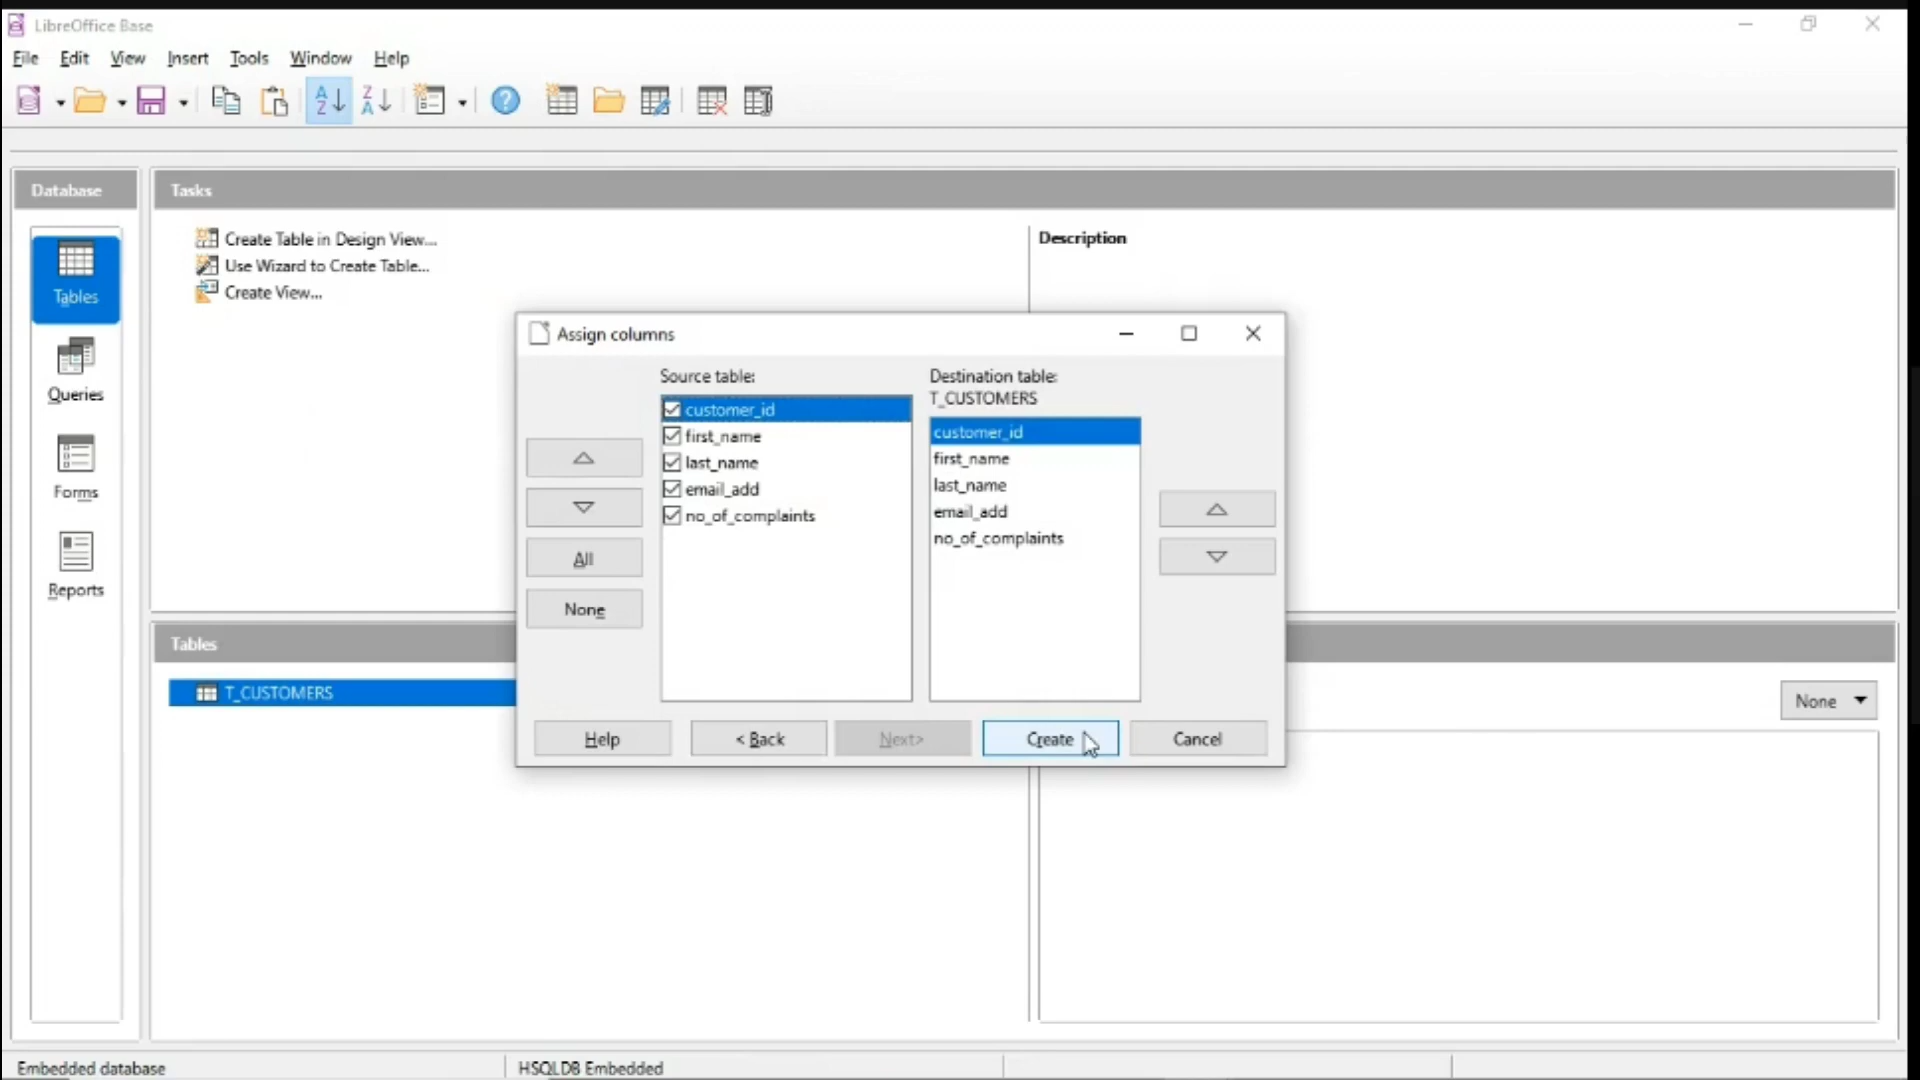 LibreOffice Base
File Edit View Insert Tools Window Help
Database
Tasks
Tables
Queries
Forms
Reports
Create Table in Design View...
Use Wizard to Create Table...
Create View...
Description
Assign columns
Source table:
customer_id
first_name
last_name
email_add
no_of_complaints
Destination table:
T_CUSTOMERS
customer_id
first_name
last_name
email_add
no_of_complaints
All
None
Help
< Back
Next>
Create
Cancel
Tables
T_CUSTOMERS
None
Embedded database
HSQLDB Embedded